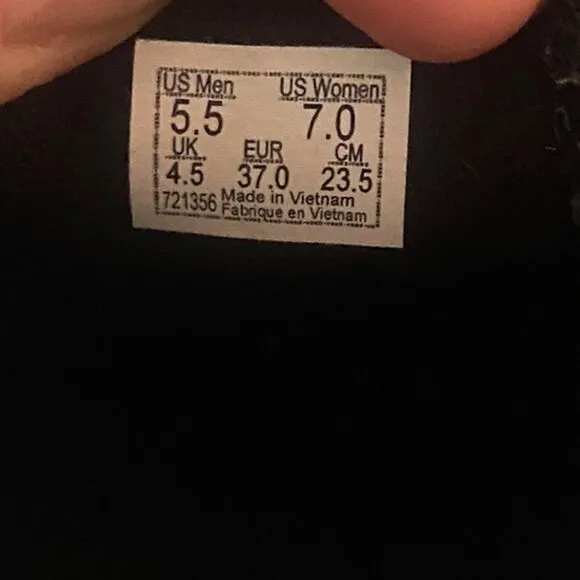 US Men US Women
5.5 7.0
UK EUR CM
4.5 37.0 23.5
721356 Made in Vietnam
Fabrique en Vietnam